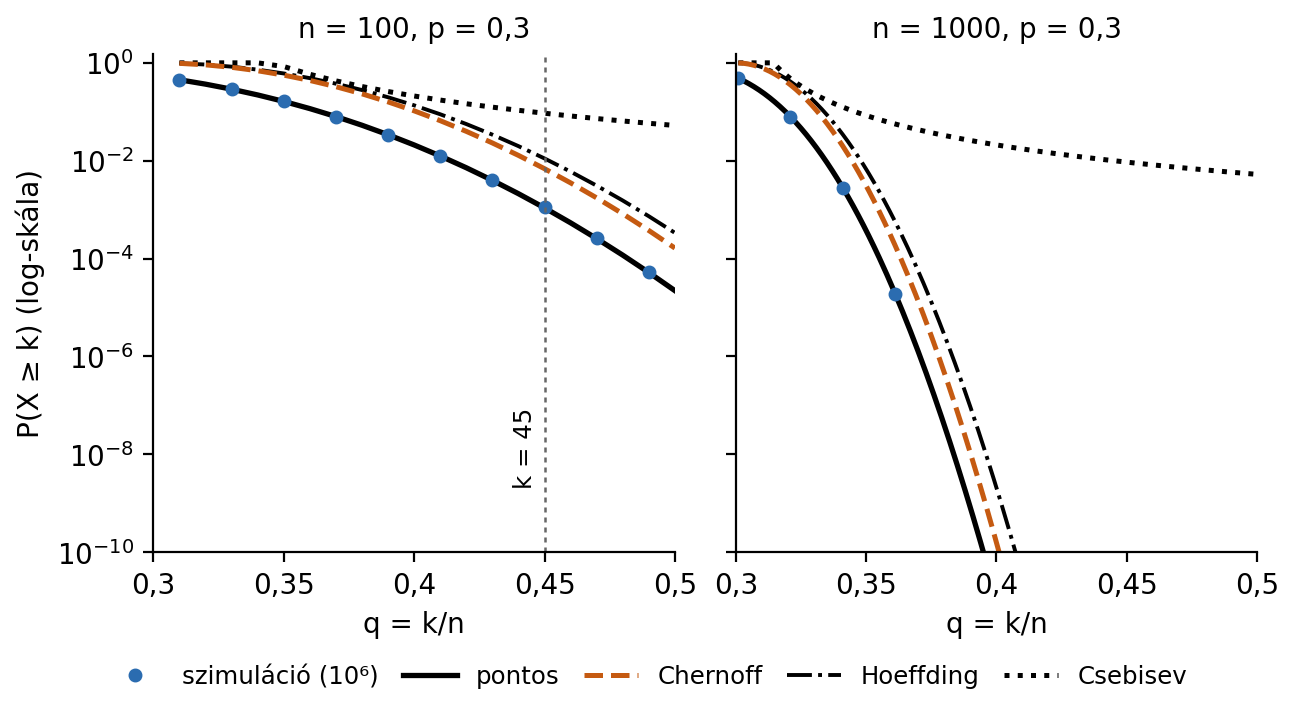 n = 100, p = 0,3
n = 1000, p = 0,3
P(X ≥ k) (log-skála)
10⁰
10⁻²
10⁻⁴
10⁻⁶
10⁻⁸
10⁻¹⁰
k = 45
0,3 0,35 0,4 0,45 0,5
0,3 0,35 0,4 0,45 0,5
q = k/n
q = k/n
szimuláció (10⁶) pontos Chernoff Hoeffding Csebisev